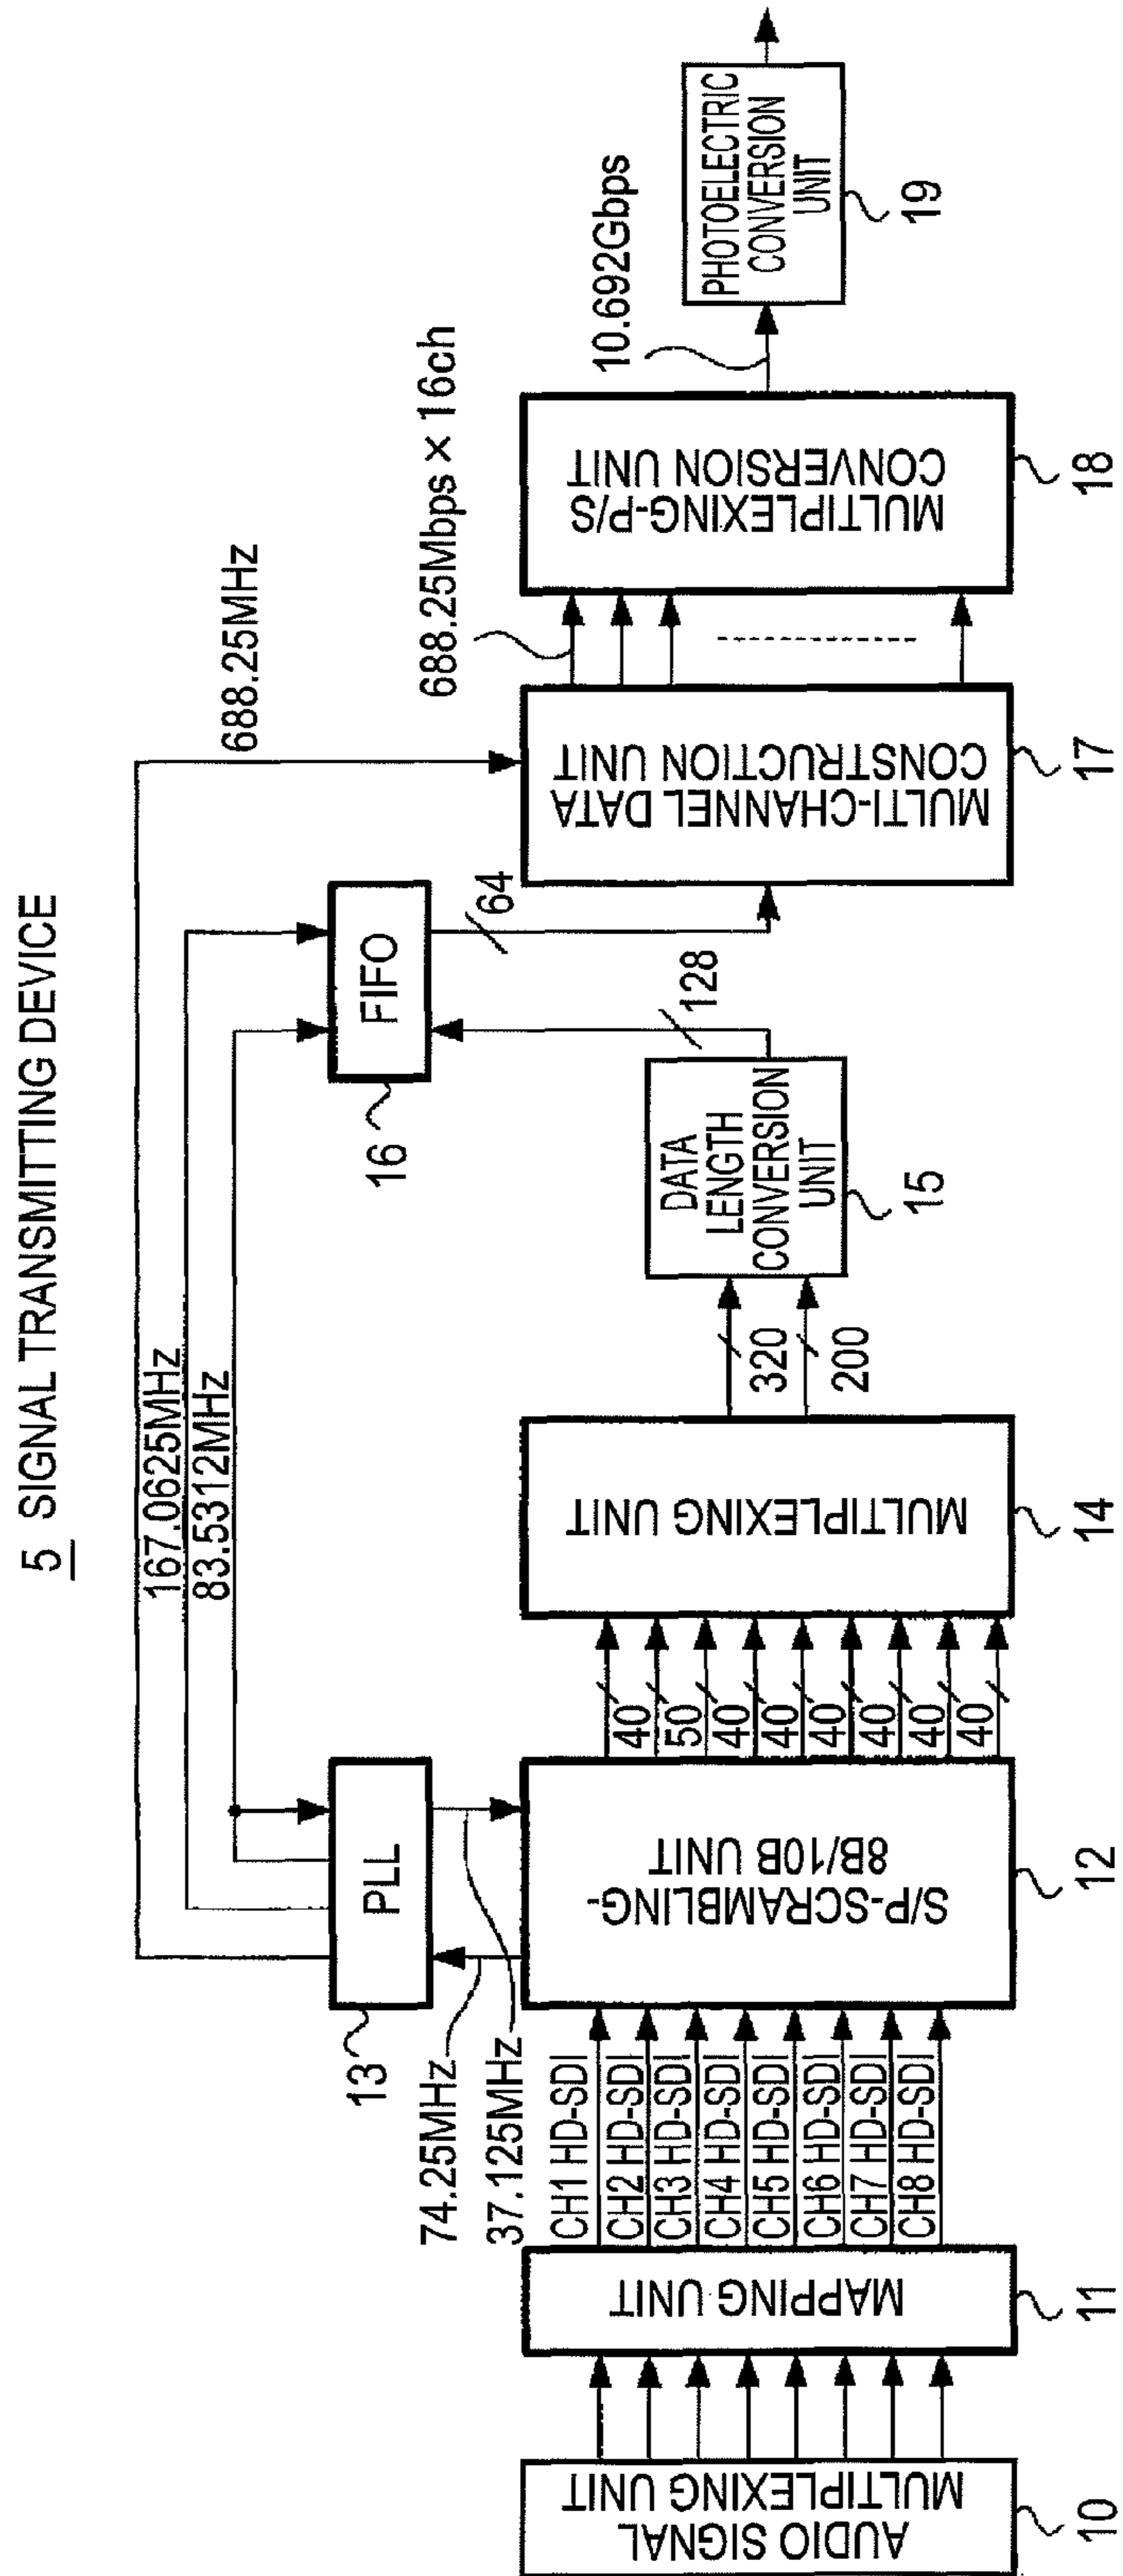 5 SIGNAL TRANSMITTING DEVICE
688.25MHz
167.0625MHz
83.5312MHz
PLL
13
FIFO
16
64
128
74.25MHz
37.125MHz
AUDIO SIGNAL
MULTIPLEXING UNIT
10
MAPPING
UNIT
11
CH1 HD-SDI
CH2 HD-SDI
CH3 HD-SDI
CH4 HD-SDI
CH5 HD-SDI
CH6 HD-SDI
CH7 HD-SDI
CH8 HD-SDI
S/P-SCRAMBLING-
8B/10B UNIT
12
40
50
40
40
40
40
40
40
MULTIPLEXING UNIT
14
320
200
DATA
LENGTH
CONVERSION
UNIT
15
MULTI-CHANNEL DATA
CONSTRUCTION UNIT
17
688.25Mbps × 16ch
MULTIPLEXING-P/S
CONVERSION UNIT
18
10.692Gbps
PHOTOELECTRIC
CONVERSION
UNIT
19